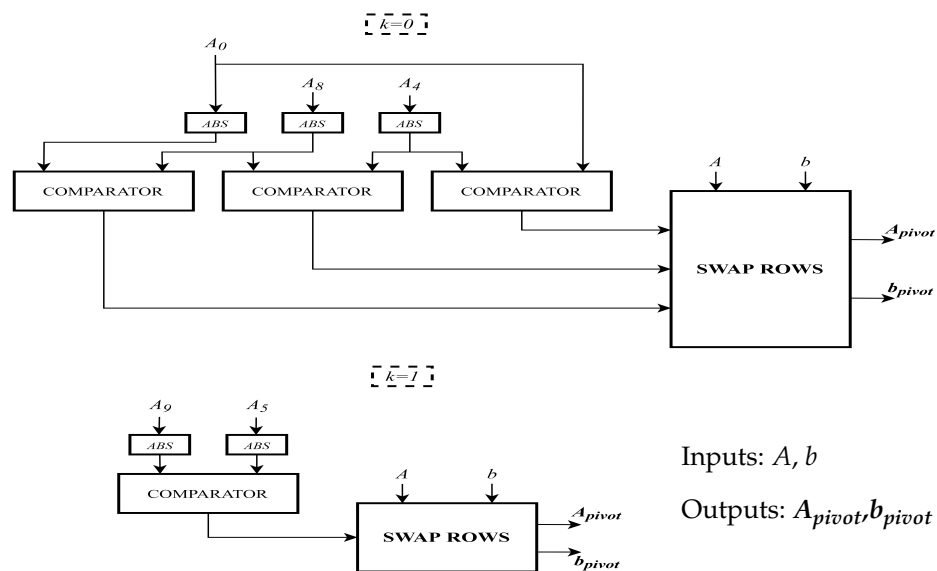 k=0
A0
A8
A4
ABS
ABS
ABS
COMPARATOR
COMPARATOR
COMPARATOR
A
b
SWAP ROWS
Apivot
bpivot
k=1
A9
A5
ABS
ABS
COMPARATOR
A
b
SWAP ROWS
Apivot
bpivot
Inputs: A, b
Outputs: Apivot,bpivot